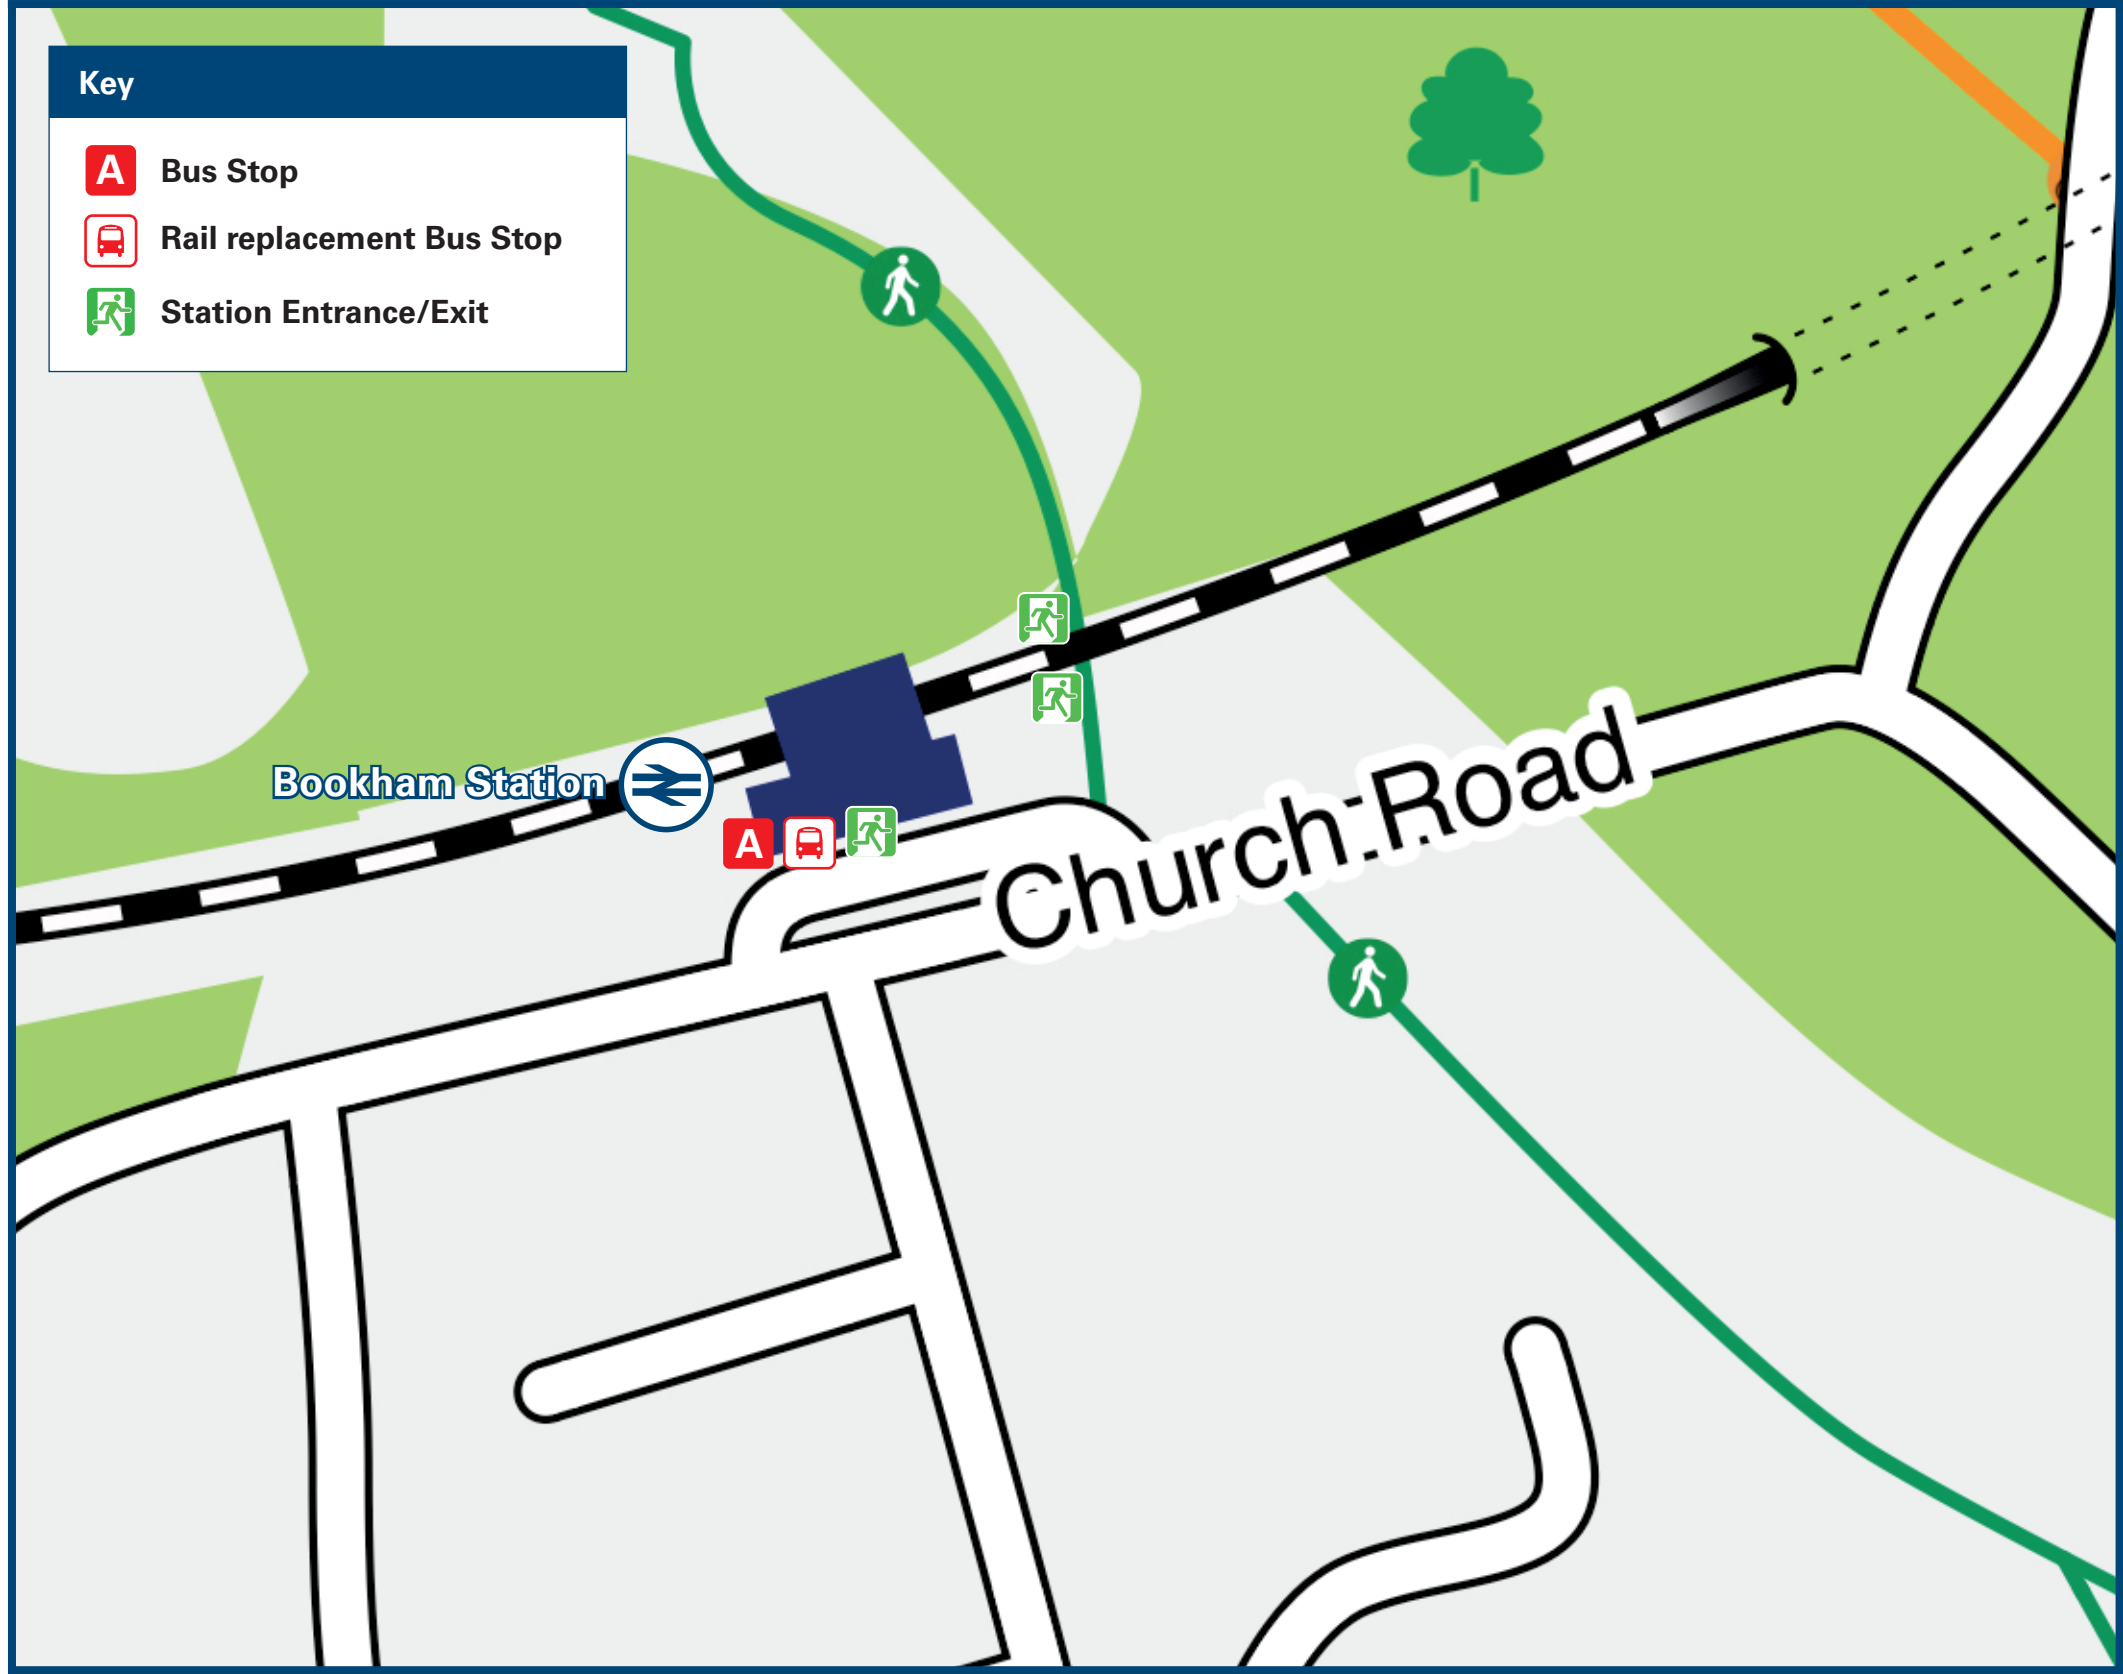 Key
A Bus Stop
Rail replacement Bus Stop
Station Entrance/Exit
Bookham Station
A
Church Road